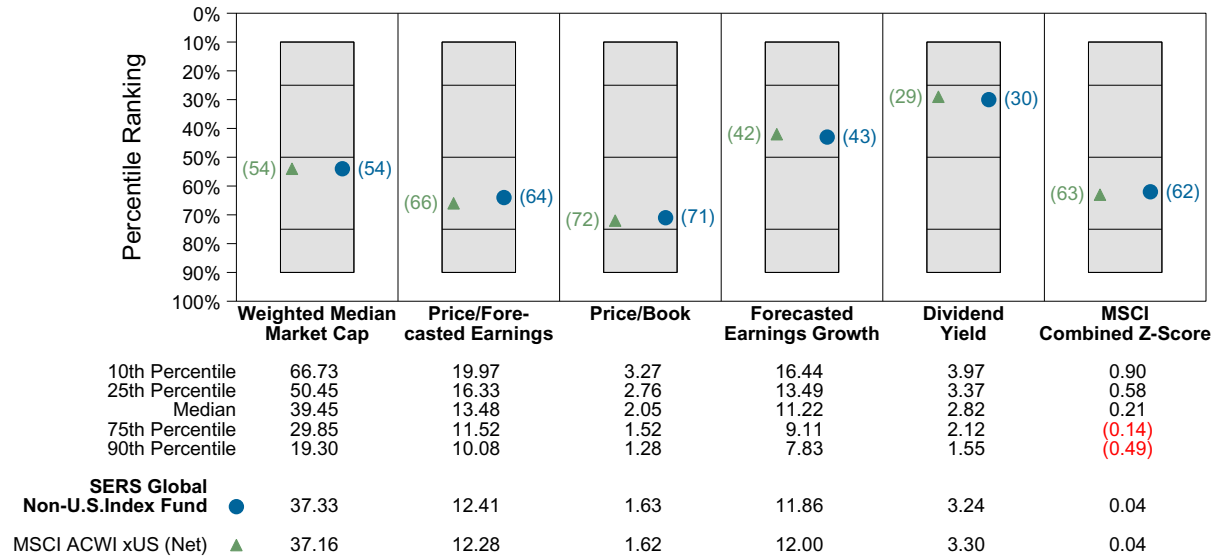 Percentile Ranking
0%
10%
20%
30%
40%
50%
60%
70%
80%
90%
100%
(54) (54)
(66) (64)
(72) (71)
(42) (43)
(29) (30)
(63) (62)
Weighted Median Market Cap
Price/Fore-casted Earnings
Price/Book
Forecasted Earnings Growth
Dividend Yield
MSCI Combined Z-Score
10th Percentile 66.73 19.97 3.27 16.44 3.97 0.90
25th Percentile 50.45 16.33 2.76 13.49 3.37 0.58
Median 39.45 13.48 2.05 11.22 2.82 0.21
75th Percentile 29.85 11.52 1.52 9.11 2.12 (0.14)
90th Percentile 19.30 10.08 1.28 7.83 1.55 (0.49)
SERS Global
Non-U.S.Index Fund 37.33 12.41 1.63 11.86 3.24 0.04
MSCI ACWI xUS (Net) 37.16 12.28 1.62 12.00 3.30 0.04